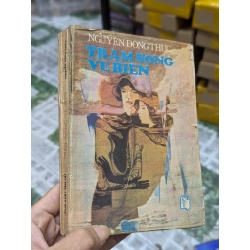 NGUYỄN ĐÔNG THỨC
TRĂM SÔNG
VỀ BIỂN